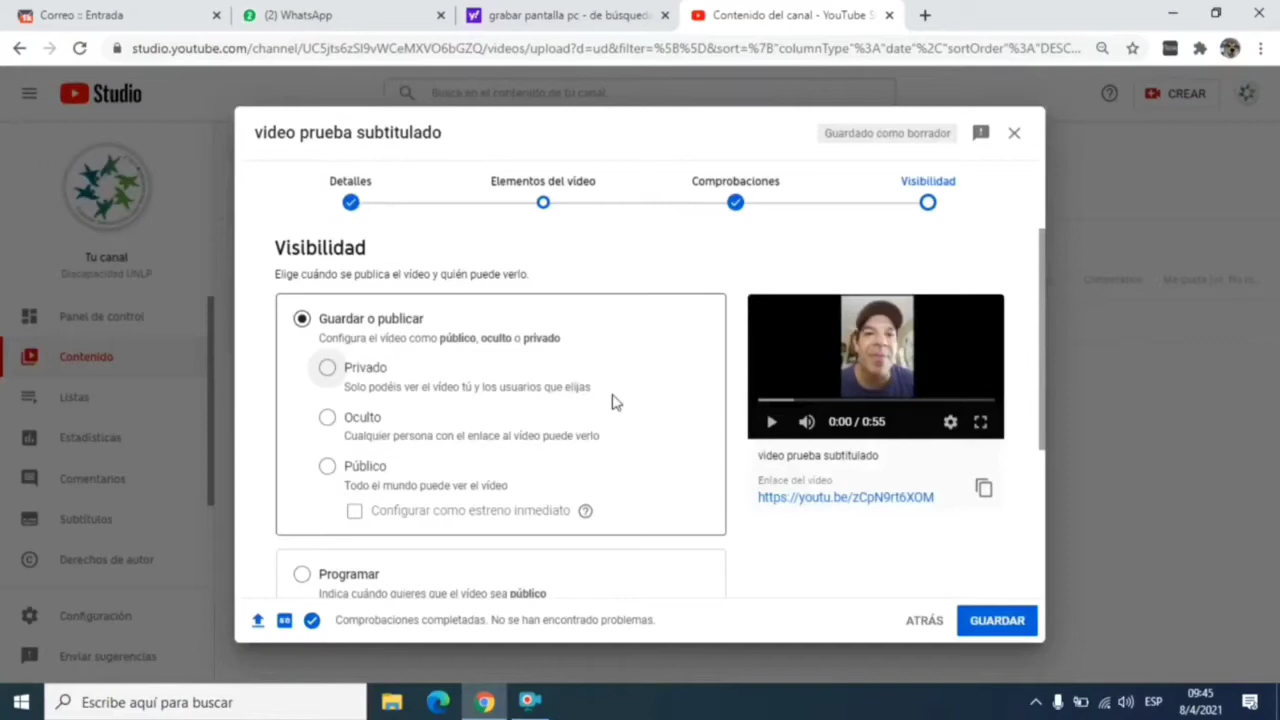 Correo :: Entrada
(2) WhatsApp
grabar pantalla pc - de búsqued
Contenido del canal - YouTube S
studio.youtube.com/channel/UC5jts6zSl9vWCeMXVO6bGZQ/videos/upload?d=ud&filter=%5B%5D&sort=%7B"columnType"%3A"date"%2C"sortOrder"%3A"DESC...
Studio
Busca en el contenido de tu canal
CREAR
video prueba subtitulado
Guardado como borrador
Detalles
Elementos del vídeo
Comprobaciones
Visibilidad
Tu canal
Discapacidad UNLP
Panel de control
Contenido
Listas
Estadísticas
Comentarios
Subtítulos
Derechos de autor
Configuración
Enviar sugerencias
Visibilidad
Elige cuándo se publica el vídeo y quién puede verlo.
Guardar o publicar
Configura el vídeo como público, oculto o privado
Privado
Solo podéis ver el vídeo tú y los usuarios que elijas
Oculto
Cualquier persona con el enlace al vídeo puede verlo
Público
Todo el mundo puede ver el vídeo
Configurar como estreno inmediato
Programar
Indica cuándo quieres que el vídeo sea público
0:00 / 0:55
video prueba subtitulado
Enlace del vídeo
https://youtu.be/zCpN9rt6XOM
Comentarios
Comprobaciones completadas. No se han encontrado problemas.
ATRÁS
GUARDAR
Escribe aquí para buscar
ESP
09:45
8/4/2021